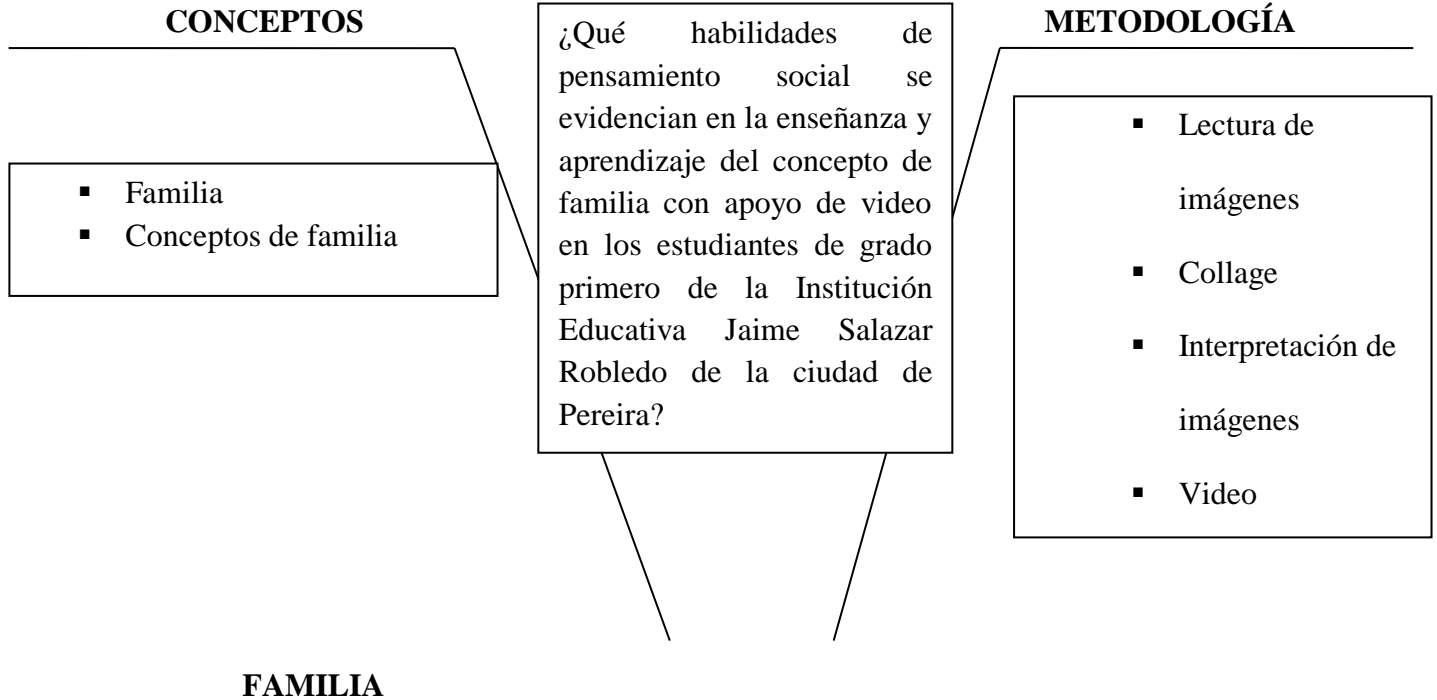 CONCEPTOS
▪ Familia
▪ Conceptos de familia
¿Qué habilidades de
pensamiento social se
evidencian en la enseñanza y
aprendizaje del concepto de
familia con apoyo de video
en los estudiantes de grado
primero de la Institución
Educativa Jaime Salazar
Robledo de la ciudad de
Pereira?
METODOLOGÍA
▪ Lectura de
imágenes
▪ Collage
▪ Interpretación de
imágenes
▪ Video
FAMILIA